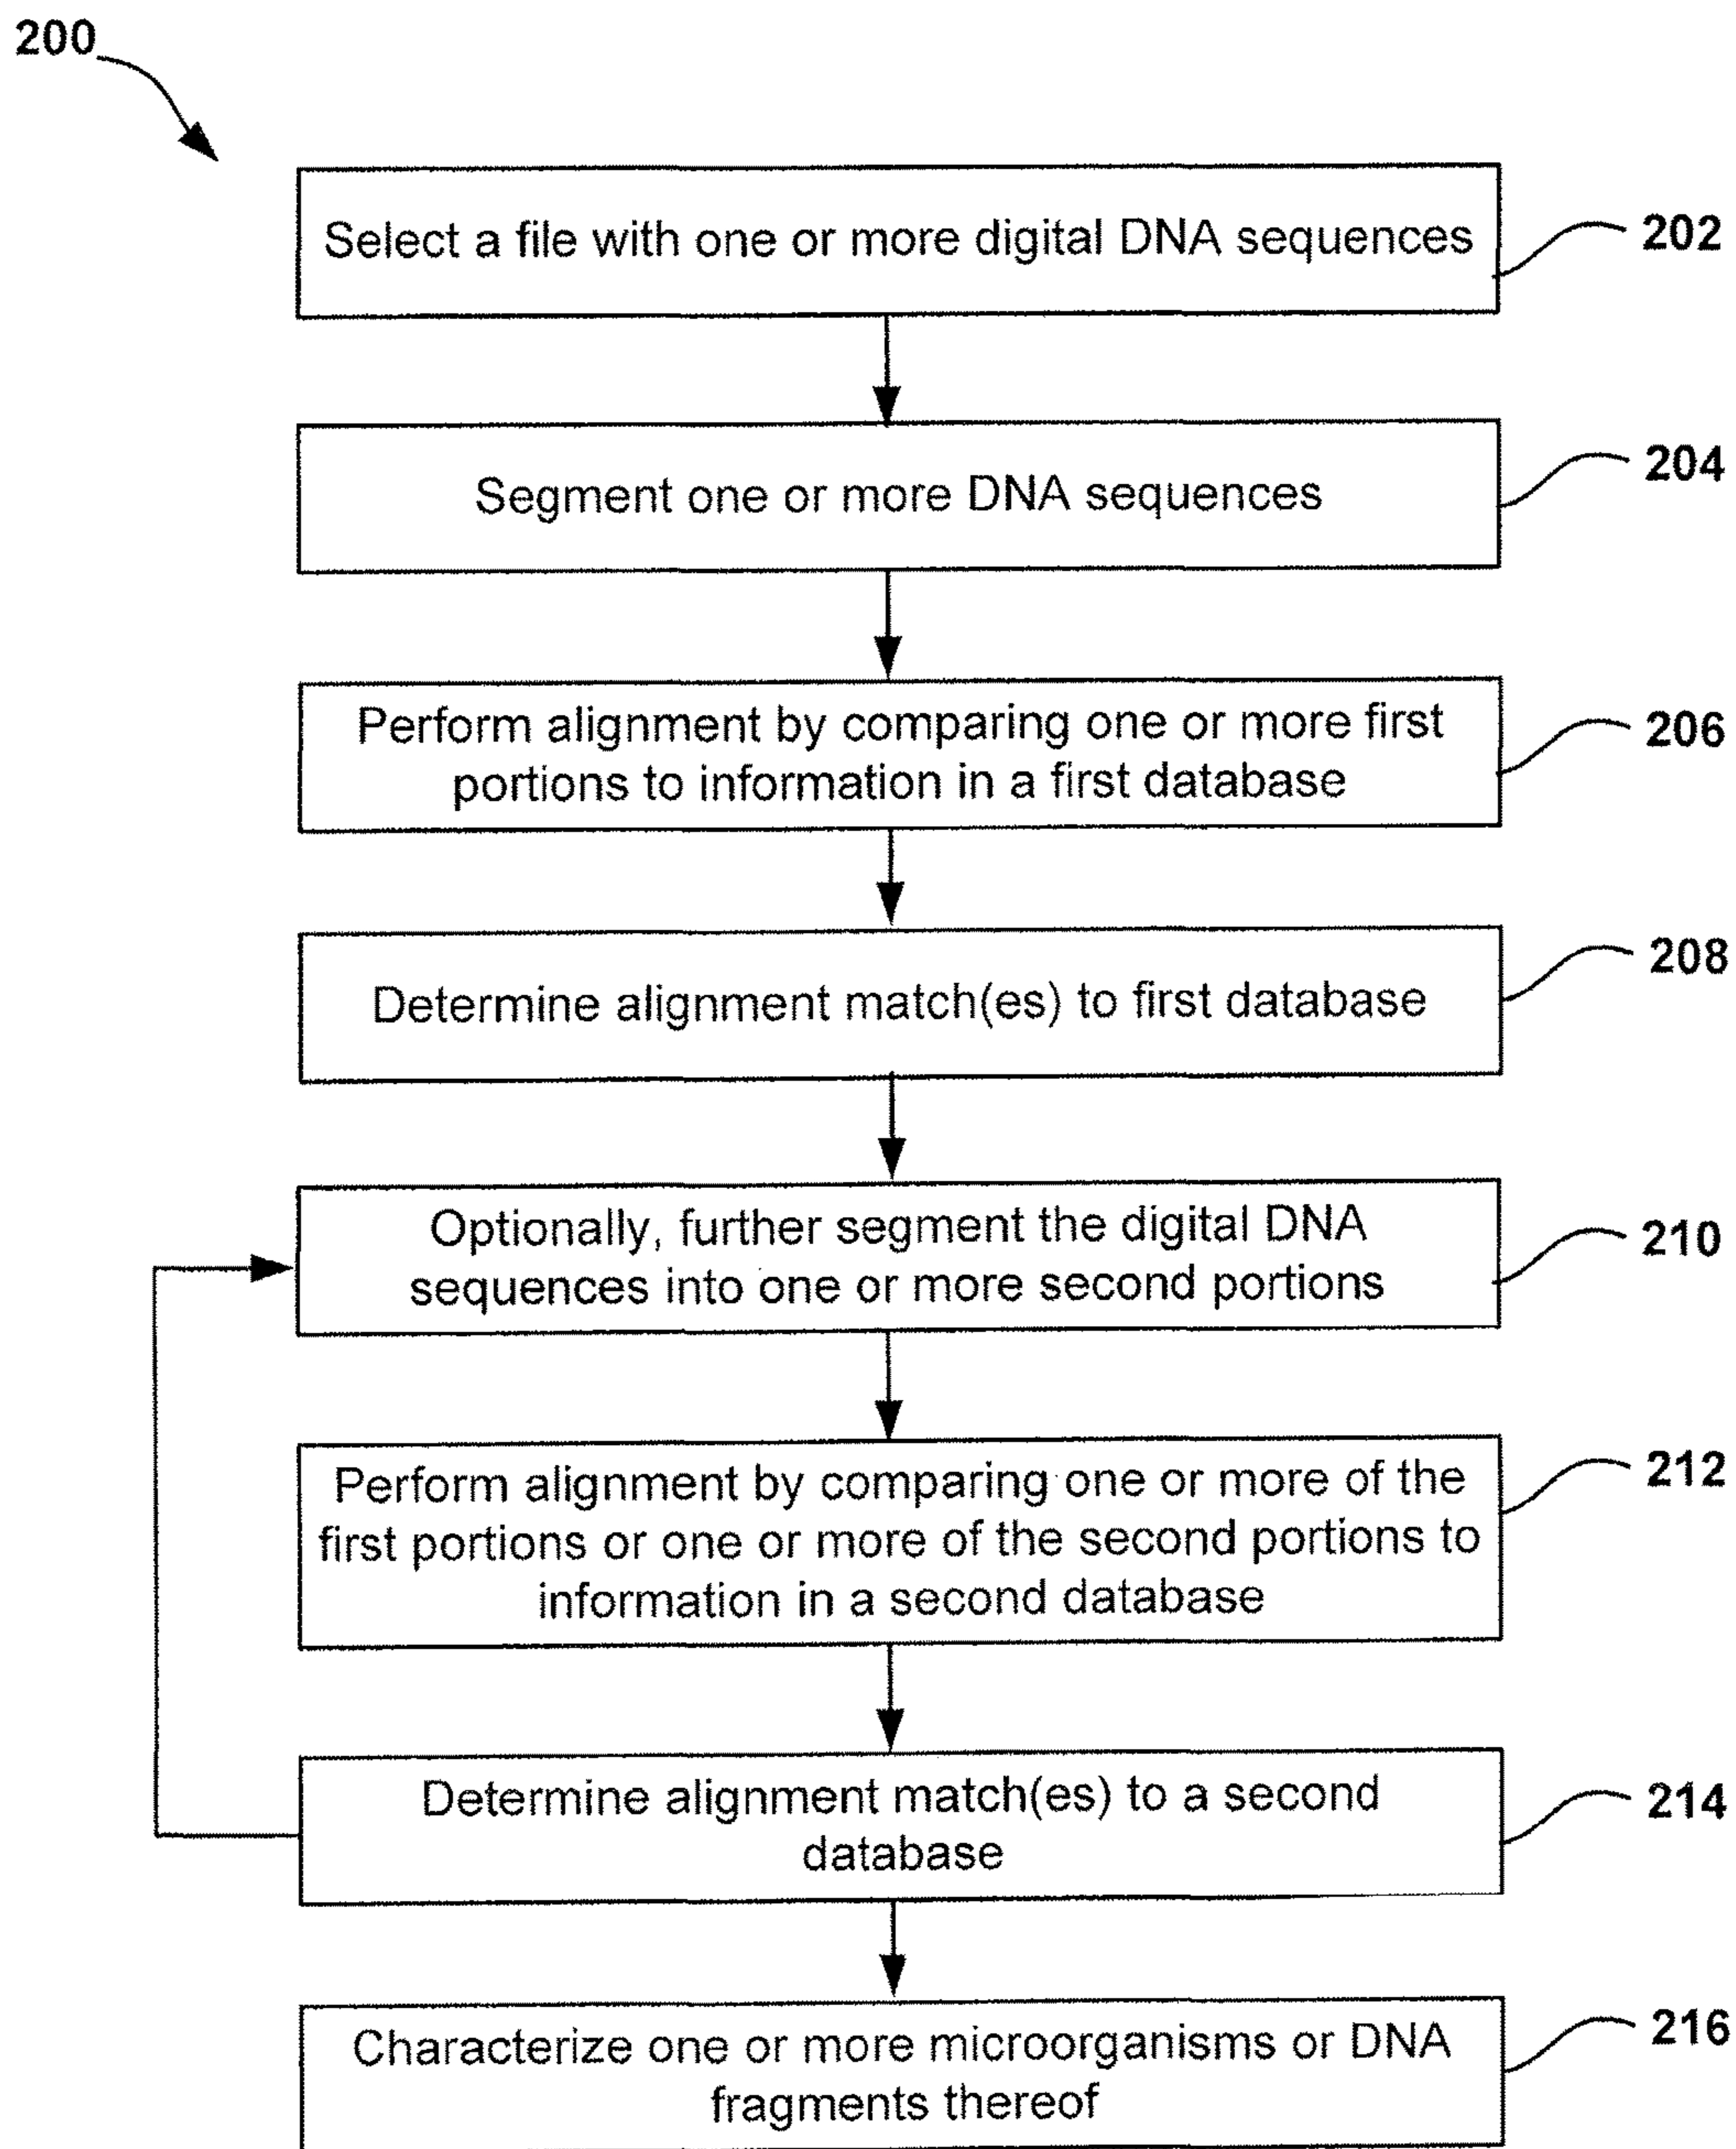 200
Select a file with one or more digital DNA sequences
202
Segment one or more DNA sequences
204
Perform alignment by comparing one or more first
portions to information in a first database
206
Determine alignment match(es) to first database
208
Optionally, further segment the digital DNA
sequences into one or more second portions
210
Perform alignment by comparing one or more of the
first portions or one or more of the second portions to
information in a second database
212
Determine alignment match(es) to a second
database
214
Characterize one or more microorganisms or DNA
fragments thereof
216